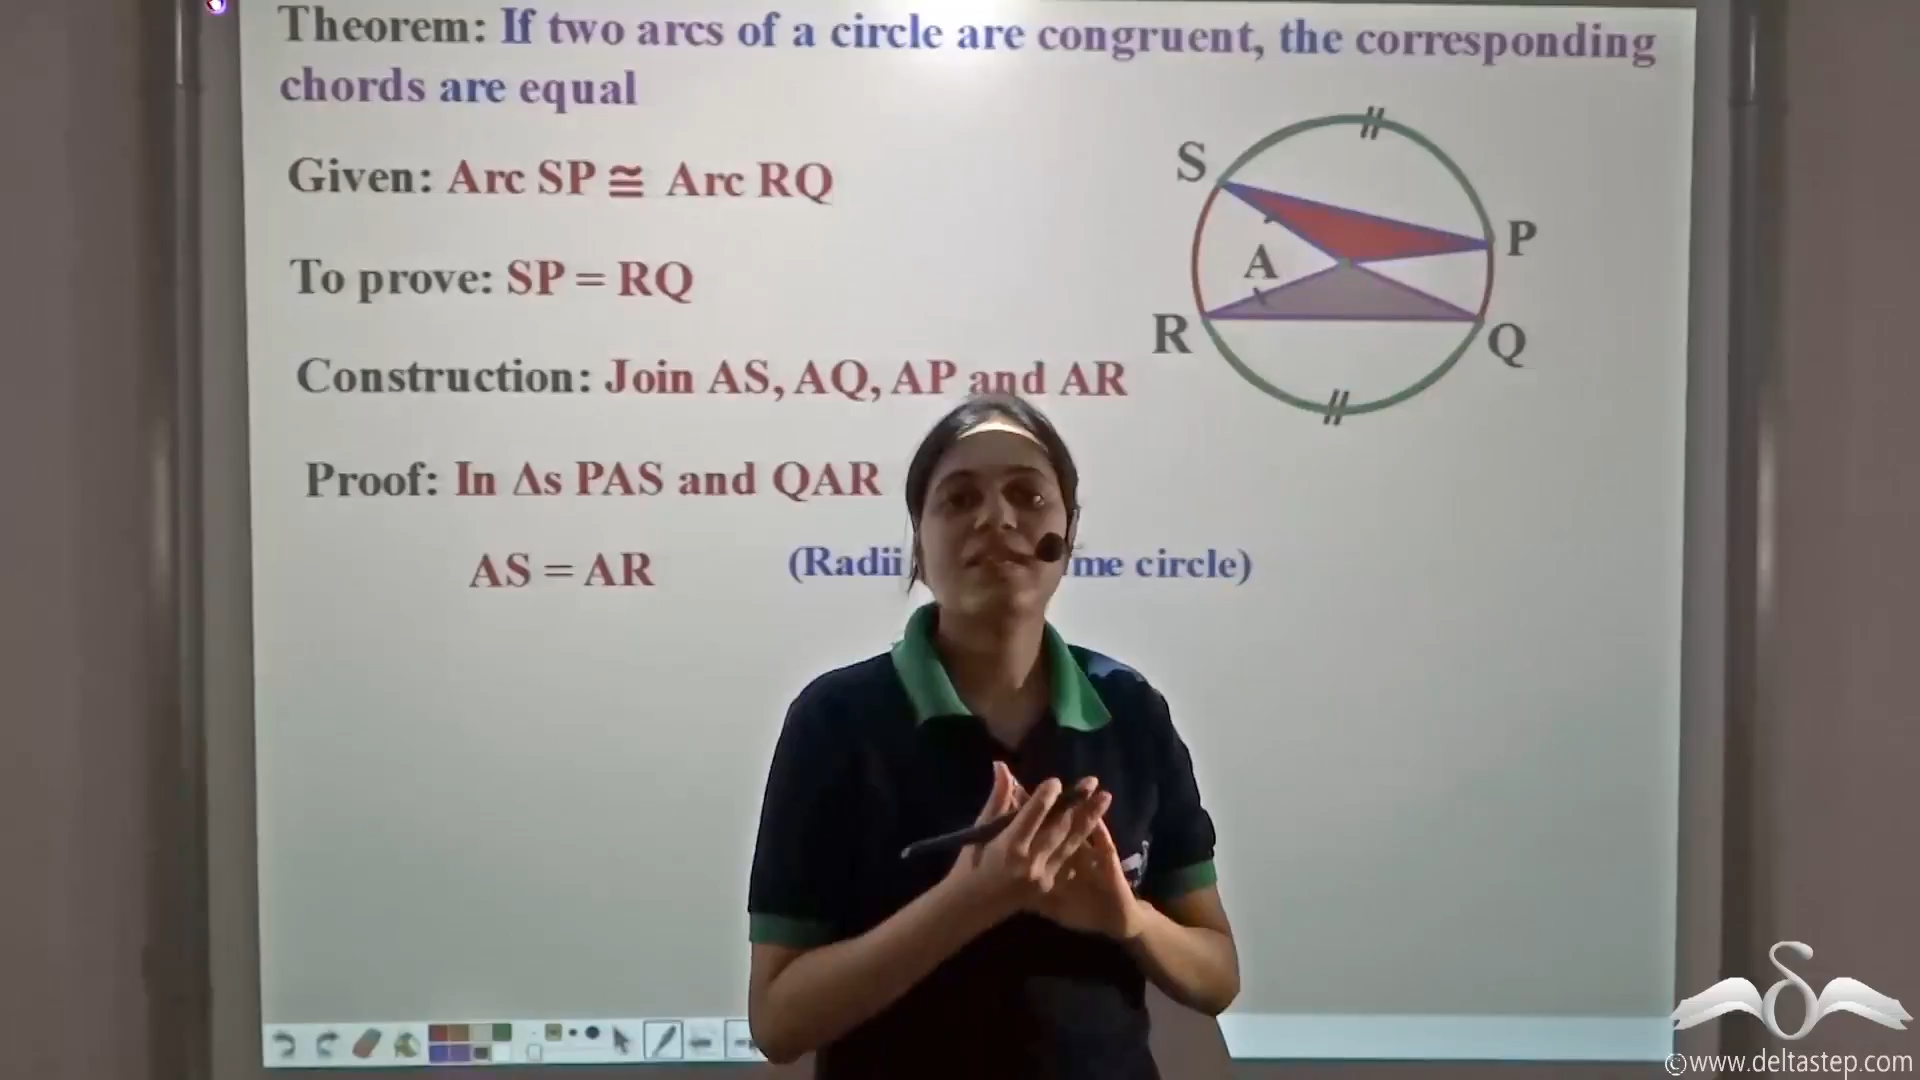 Theorem: If two arcs of a circle are congruent, the corresponding
chords are equal
Given: Arc SP ≅ Arc RQ
To prove: SP = RQ
Construction: Join AS, AQ, AP and AR
Proof: In Δs PAS and QAR
AS = AR (Radii me circle)
S
P
A
R
Q
©www.deltastep.com